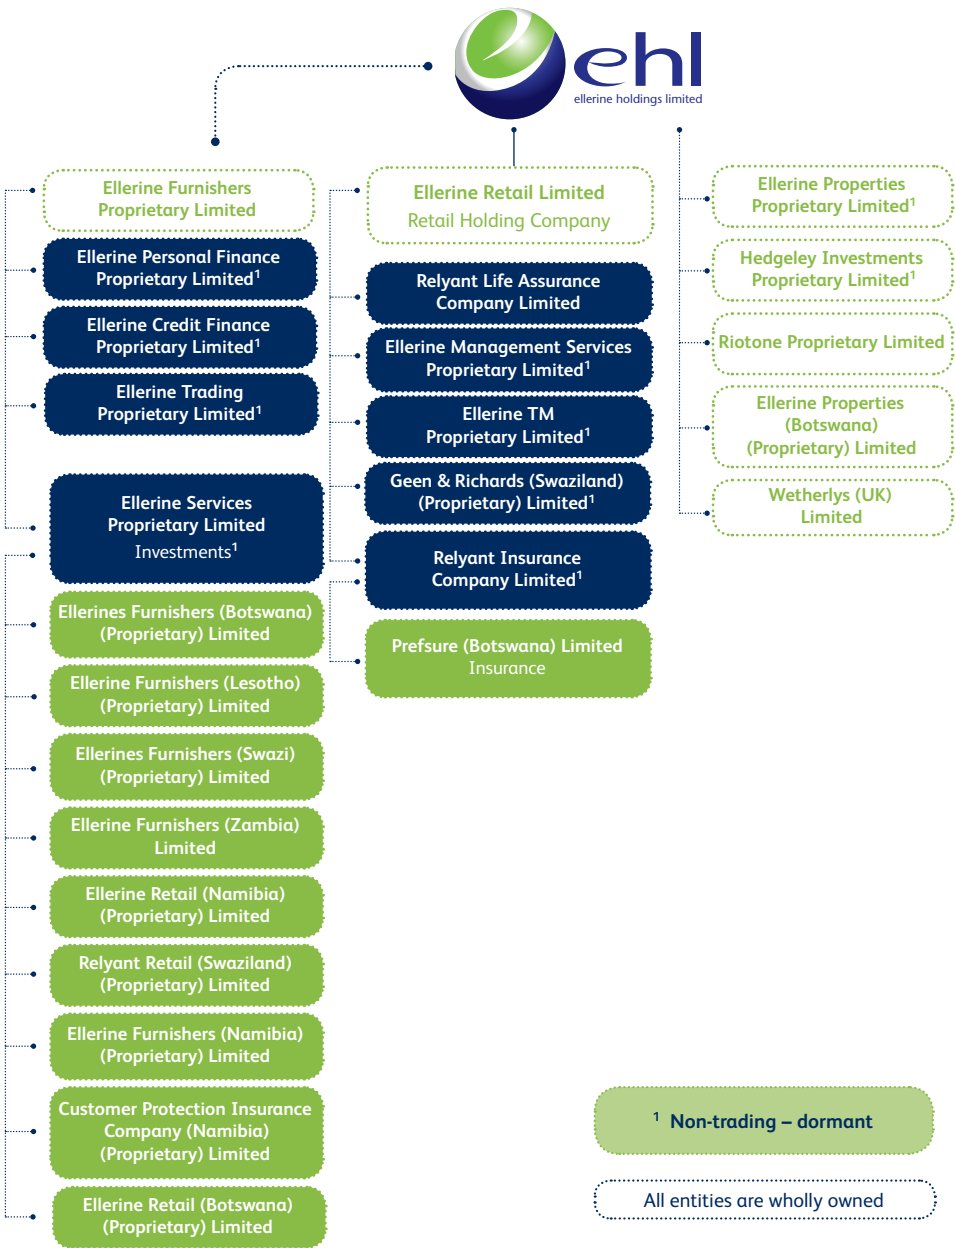 ehl
ellerine holdings limited
Ellerine Furnishers
Proprietary Limited
Ellerine Personal Finance
Proprietary Limited¹
Ellerine Credit Finance
Proprietary Limited¹
Ellerine Trading
Proprietary Limited¹
Ellerine Services
Proprietary Limited
Investments¹
Ellerines Furnishers (Botswana)
(Proprietary) Limited
Ellerine Furnishers (Lesotho)
(Proprietary) Limited
Ellerines Furnishers (Swazi)
(Proprietary) Limited
Ellerine Furnishers (Zambia)
Limited
Ellerine Retail (Namibia)
(Proprietary) Limited
Relyant Retail (Swaziland)
(Proprietary) Limited
Ellerine Furnishers (Namibia)
(Proprietary) Limited
Customer Protection Insurance
Company (Namibia)
(Proprietary) Limited
Ellerine Retail (Botswana)
(Proprietary) Limited
Ellerine Retail Limited
Retail Holding Company
Relyant Life Assurance
Company Limited
Ellerine Management Services
Proprietary Limited¹
Ellerine TM
Proprietary Limited¹
Geen & Richards (Swaziland)
(Proprietary) Limited¹
Relyant Insurance
Company Limited¹
Prefsure (Botswana) Limited
Insurance
Ellerine Properties
Proprietary Limited¹
Hedgeley Investments
Proprietary Limited¹
Riotone Proprietary Limited
Ellerine Properties
(Botswana)
(Proprietary) Limited
Wetherlys (UK)
Limited
¹ Non-trading – dormant
All entities are wholly owned